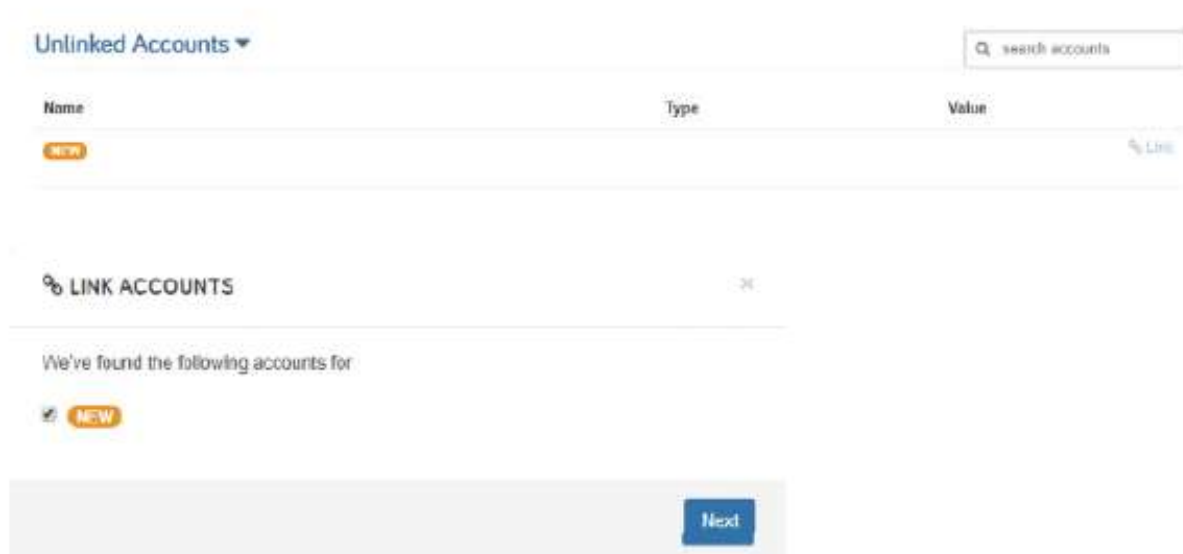 Unlinked Accounts
search accounts
Name Type Value
NEW Link
LINK ACCOUNTS
We've found the following accounts for
NEW
Next